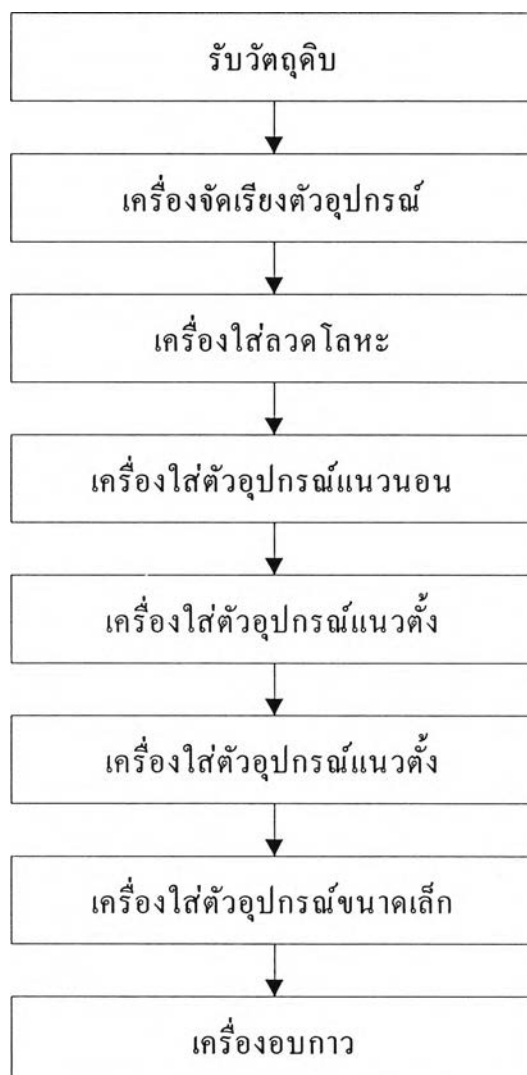 รับวัตถุดิบ
เครื่องจัดเรียงตัวอุปกรณ์
เครื่องใส่ลวดโลหะ
เครื่องใส่ตัวอุปกรณ์แนวนอน
เครื่องใส่ตัวอุปกรณ์แนวตั้ง
เครื่องใส่ตัวอุปกรณ์แนวตั้ง
เครื่องใส่ตัวอุปกรณ์ขนาดเล็ก
เครื่องอบกาว